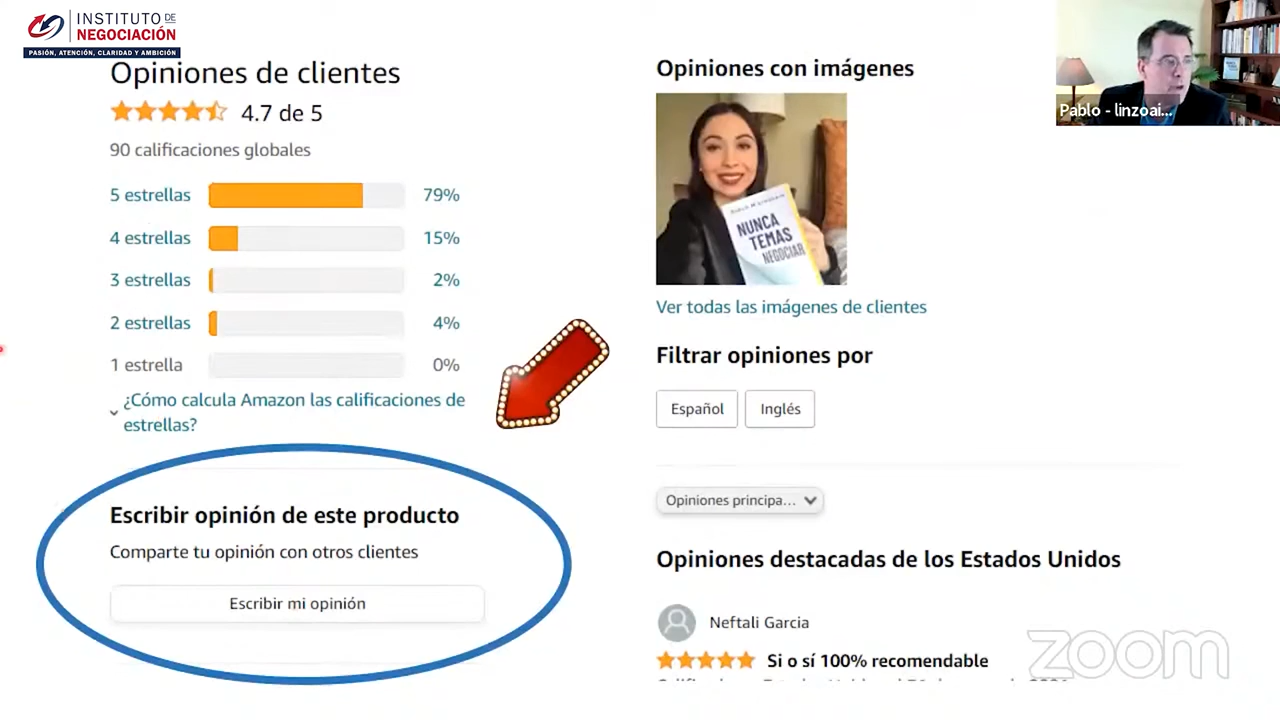 INSTITUTO DE
NEGOCIACIÓN
PASIÓN, ATENCIÓN, CLARIDAD Y AMBICIÓN
Opiniones de clientes
4.7 de 5
90 calificaciones globales
5 estrellas 79%
4 estrellas 15%
3 estrellas 2%
2 estrellas 4%
1 estrella 0%
¿Cómo calcula Amazon las calificaciones de
estrellas?
Escribir opinión de este producto
Comparte tu opinión con otros clientes
Escribir mi opinión
Opiniones con imágenes
NUNCA
TEMAS
NEGOCIAR
Ver todas las imágenes de clientes
Filtrar opiniones por
Español Inglés
Opiniones principa...
Opiniones destacadas de los Estados Unidos
Neftali Garcia
Si o sí 100% recomendable
Pablo - linzoai...
zoom